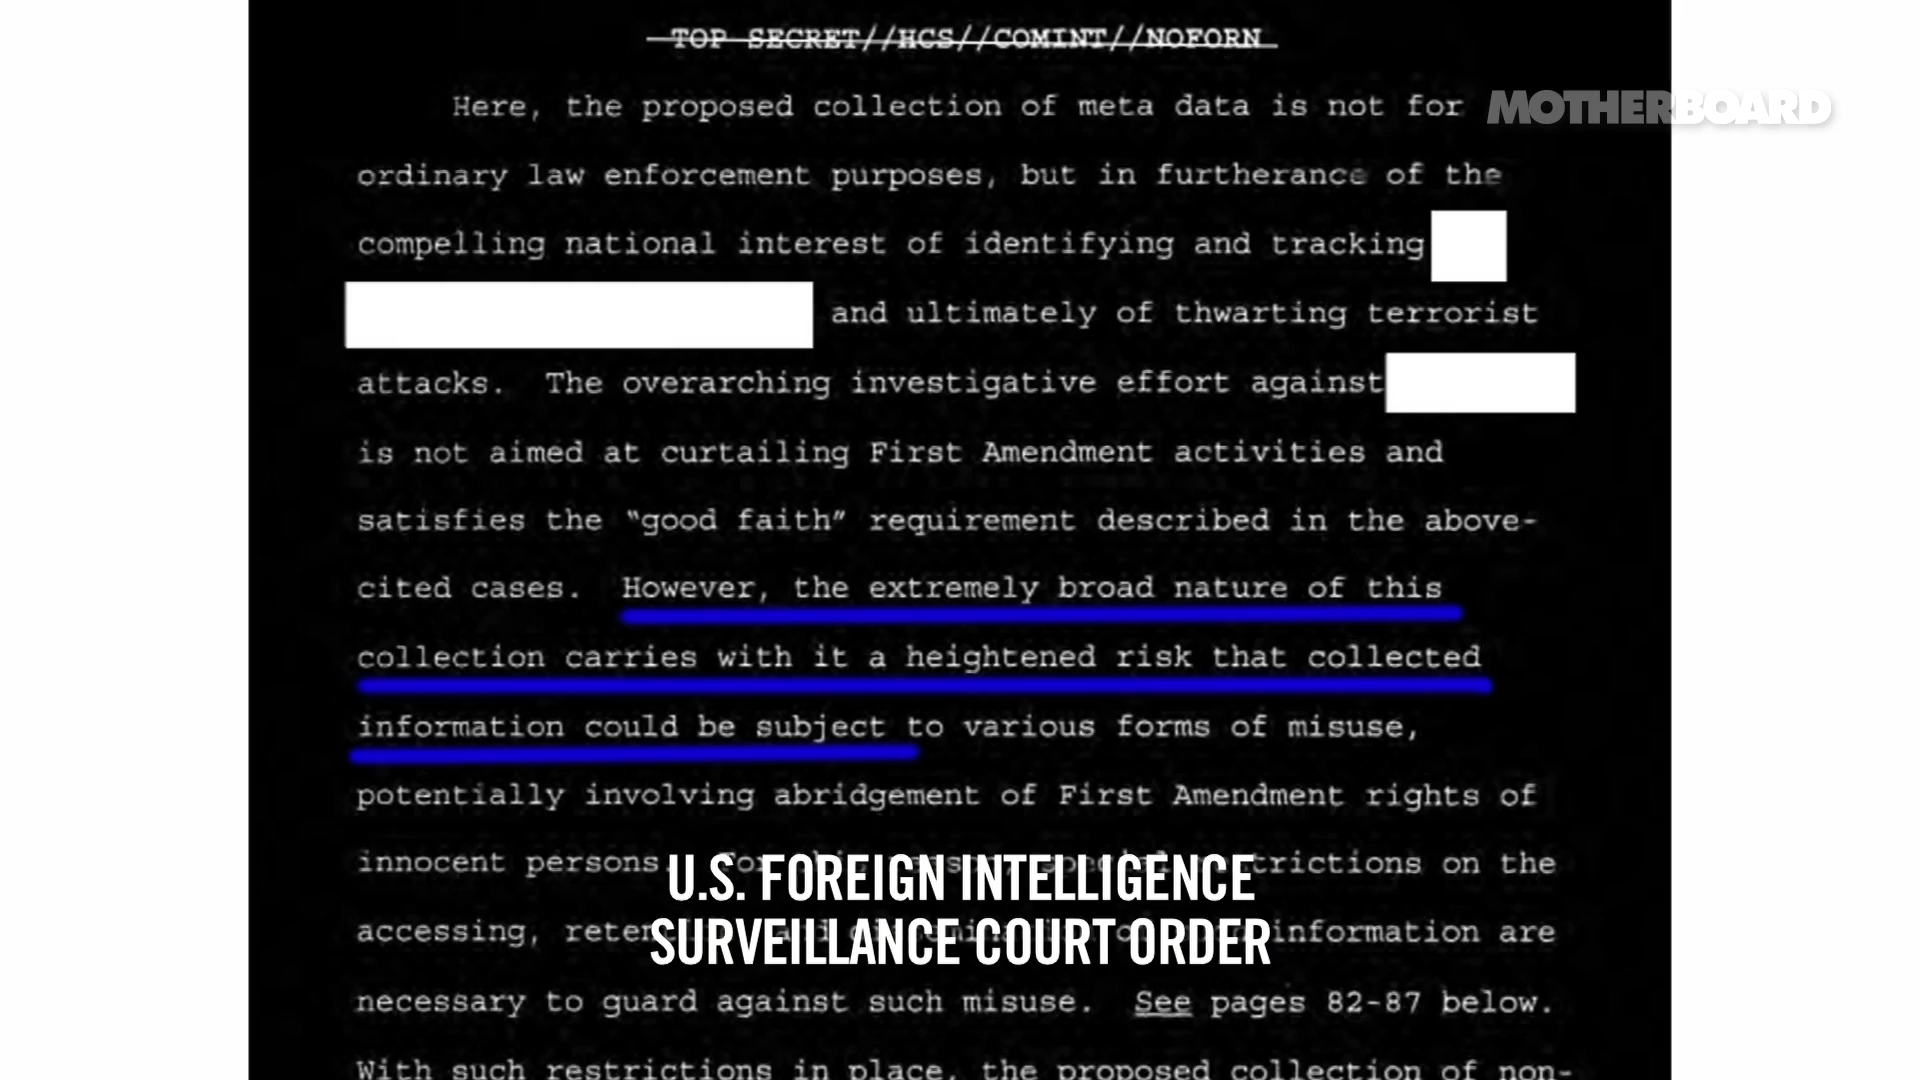 TOP SECRET//HCS//COMINT//NOFORN
Here, the proposed collection of meta data is not for
MOTHERBOARD
ordinary law enforcement purposes, but in furtherance of the
compelling national interest of identifying and tracking
and ultimately of thwarting terrorist
attacks. The overarching investigative effort against
is not aimed at curtailing First Amendment activities and
satisfies the “good faith” requirement described in the above-
cited cases. However, the extremely broad nature of this
collection carries with it a heightened risk that collected
information could be subject to various forms of misuse,
potentially involving abridgement of First Amendment rights of
innocent persons. on the
U.S. FOREIGN INTELLIGENCE
accessing, information are
SURVEILLANCE COURT ORDER
necessary to guard against such misuse. See pages 82-87 below.
With such restrictions in place, the proposed collection of non-